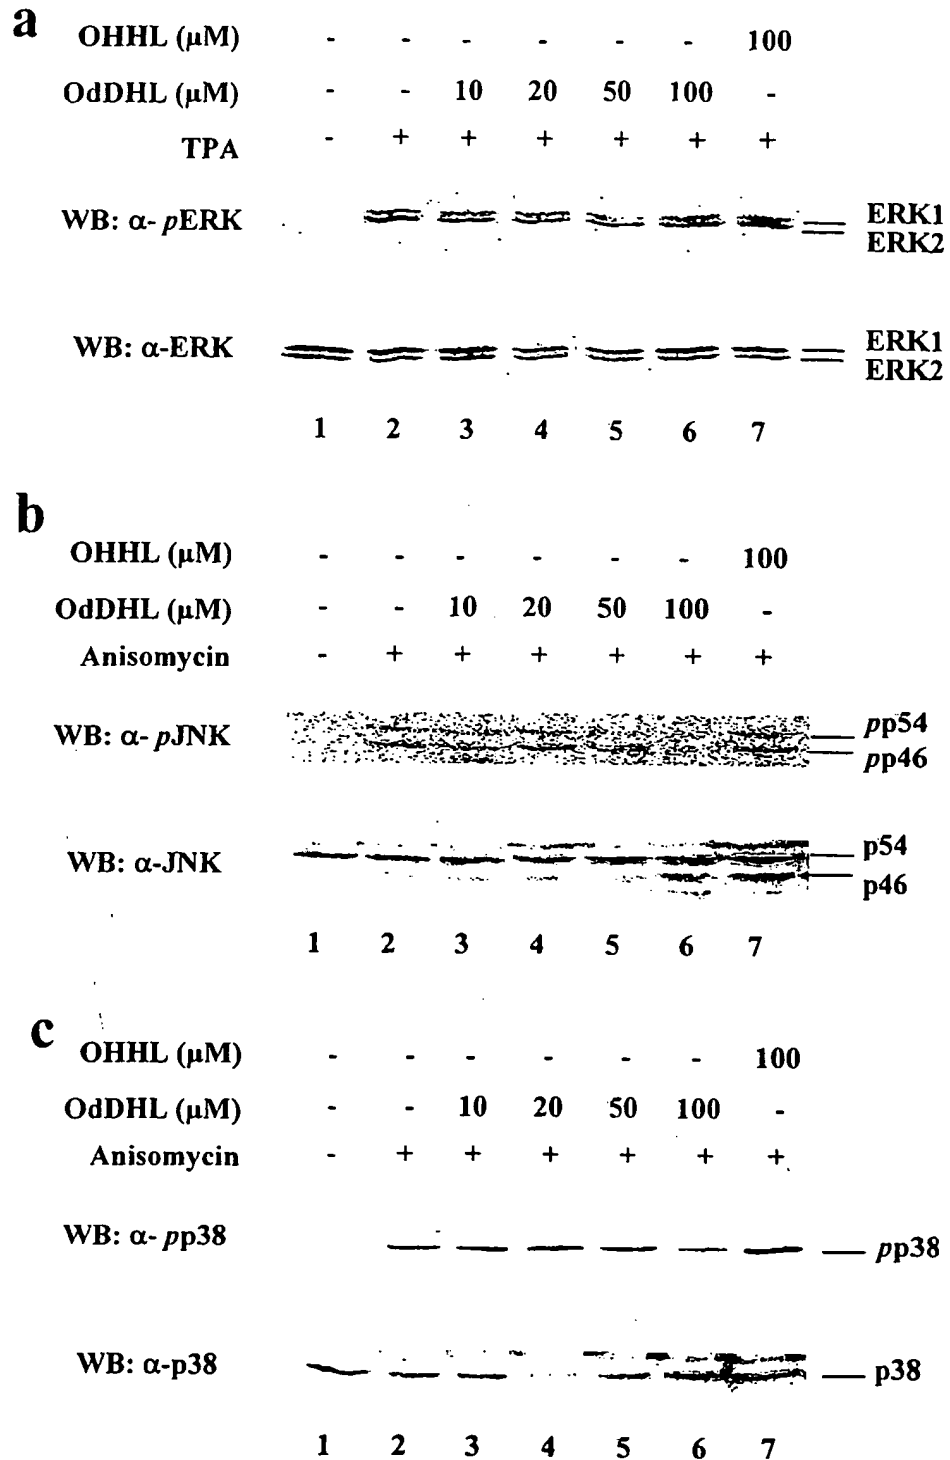 a
OHHL (μM) - - - - - - 100
OdDHL (μM) - - 10 20 50 100 -
TPA - + + + + + +
WB: α- pERK ERK1
ERK2
WB: α-ERK ERK1
ERK2
1 2 3 4 5 6 7
b
OHHL (μM) - - - - - - 100
OdDHL (μM) - - 10 20 50 100 -
Anisomycin - + + + + + +
WB: α- pJNK pp54
pp46
WB: α-JNK p54
p46
1 2 3 4 5 6 7
c
OHHL (μM) - - - - - - 100
OdDHL (μM) - - 10 20 50 100 -
Anisomycin - + + + + + +
WB: α- pp38 pp38
WB: α-p38 p38
1 2 3 4 5 6 7